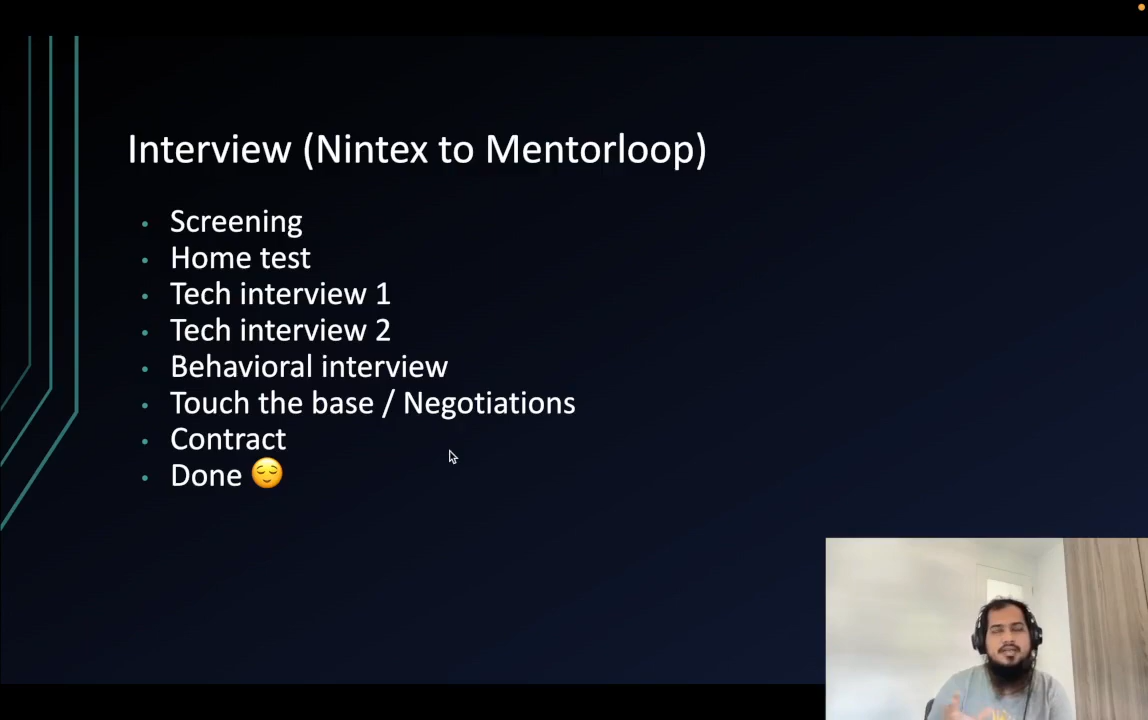 Interview (Nintex to Mentorloop)
Screening
Home test
Tech interview 1
Tech interview 2
Behavioral interview
Touch the base / Negotiations
Contract
Done 😌